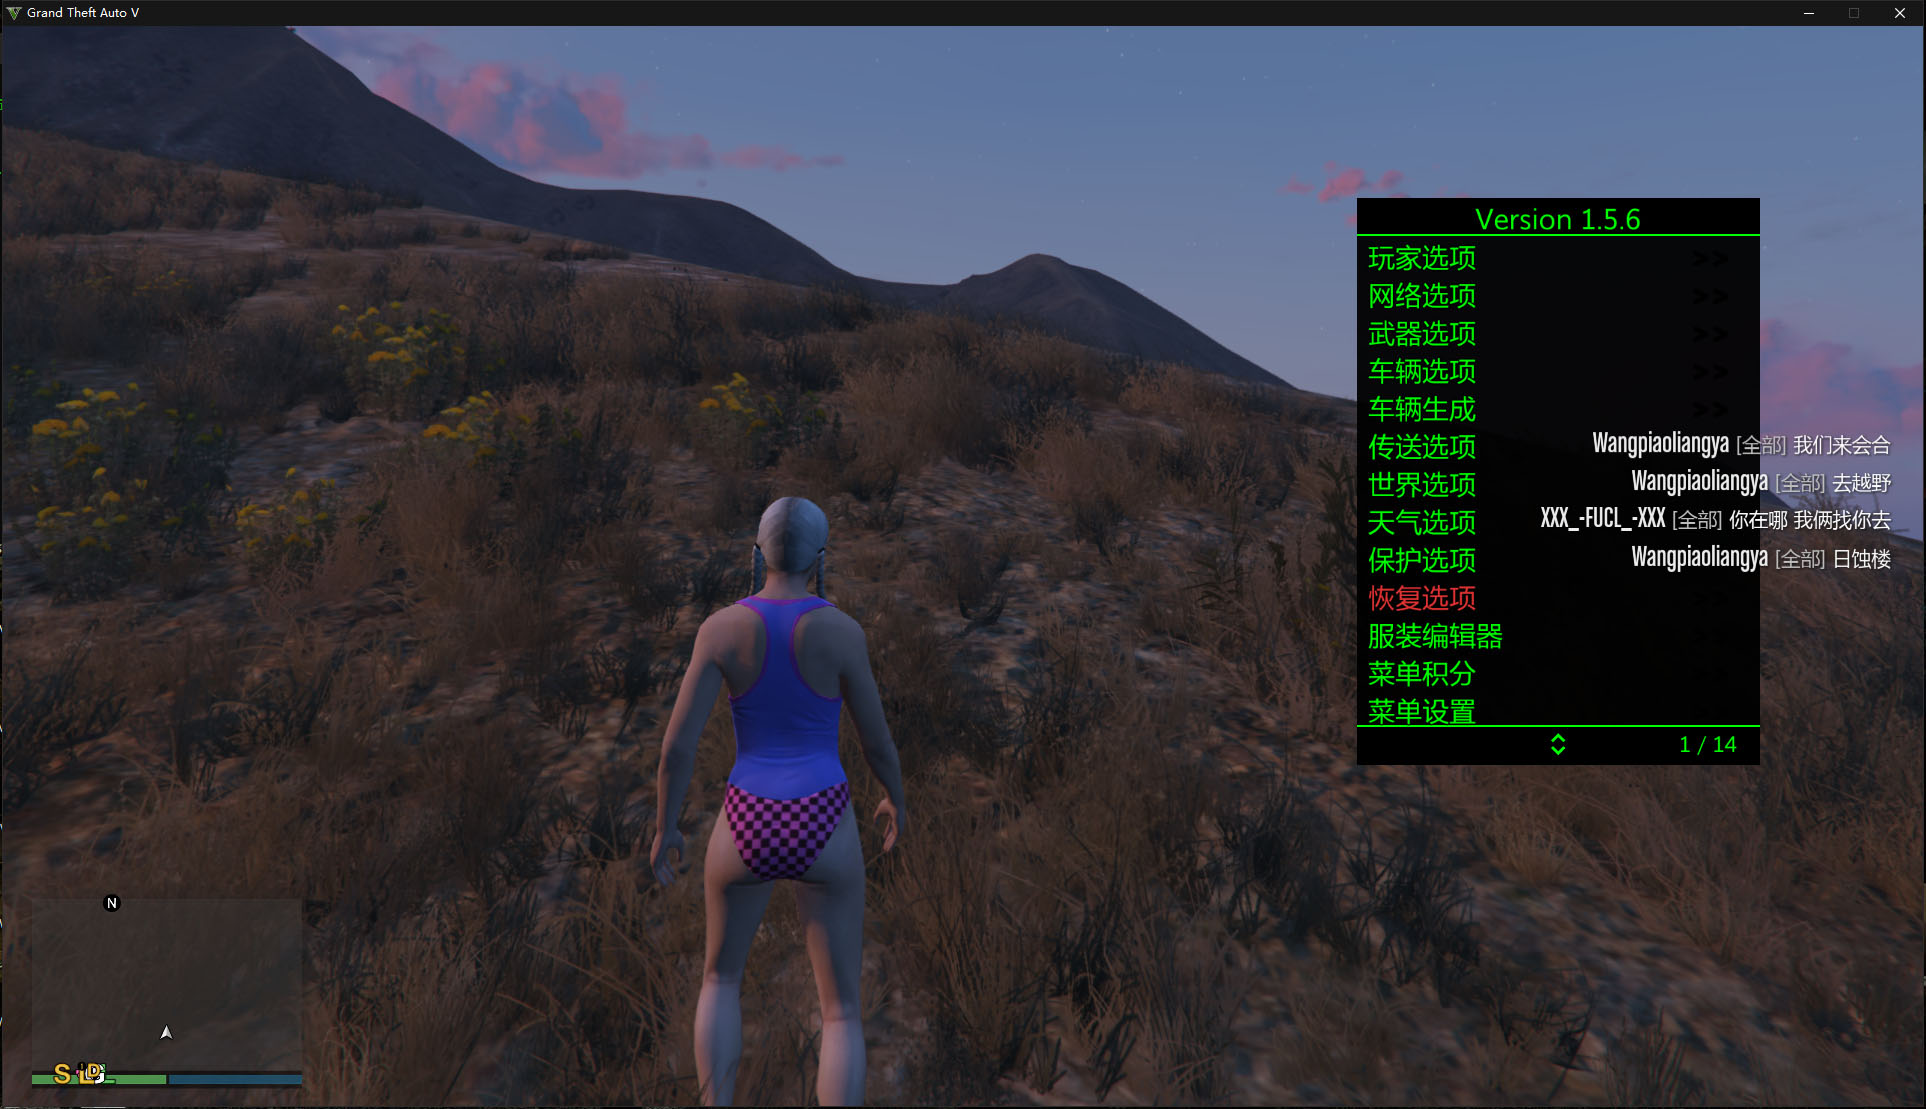 Grand Theft Auto V
Version 1.5.6
玩家选项 >>
网络选项 >>
武器选项 >>
车辆选项 >>
车辆生成 >>
传送选项
世界选项
天气选项
保护选项
恢复选项 >>
服装编辑器
菜单积分
菜单设置
1 / 14
Wangpiaoliangya [全部] 我们来会合
Wangpiaoliangya [全部] 去越野
XXX_-FUCL_-XXX [全部] 你在哪 我俩找你去
Wangpiaoliangya [全部] 日蚀楼
N
S